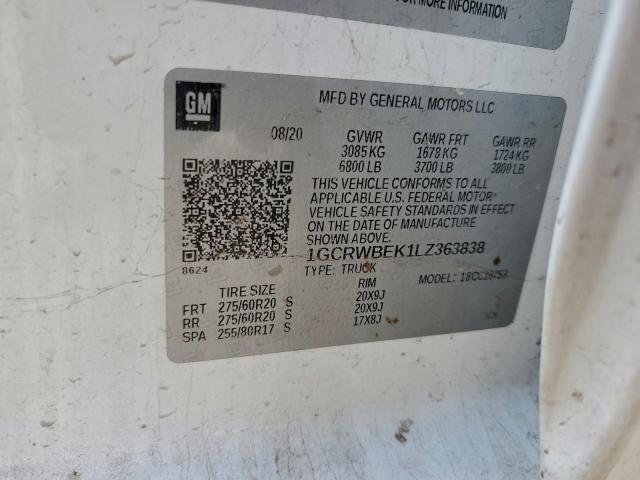 FOR MORE INFORMATION
GM
MFD BY GENERAL MOTORS LLC
08/20 GVWR GAWR FRT GAWR RR
3085 KG 1678 KG 1724 KG
6800 LB 3700 LB 3800 LB
THIS VEHICLE CONFORMS TO ALL
APPLICABLE U.S. FEDERAL MOTOR
VEHICLE SAFETY STANDARDS IN EFFECT
ON THE DATE OF MANUFACTURE
SHOWN ABOVE.
1GCRWBEK1LZ363838
8624
TYPE: TRUCK MODEL:
TIRE SIZE RIM
FRT 275/60R20 S 20X9J
RR 275/60R20 S 20X9J
SPA 255/80R17 S 17X8J